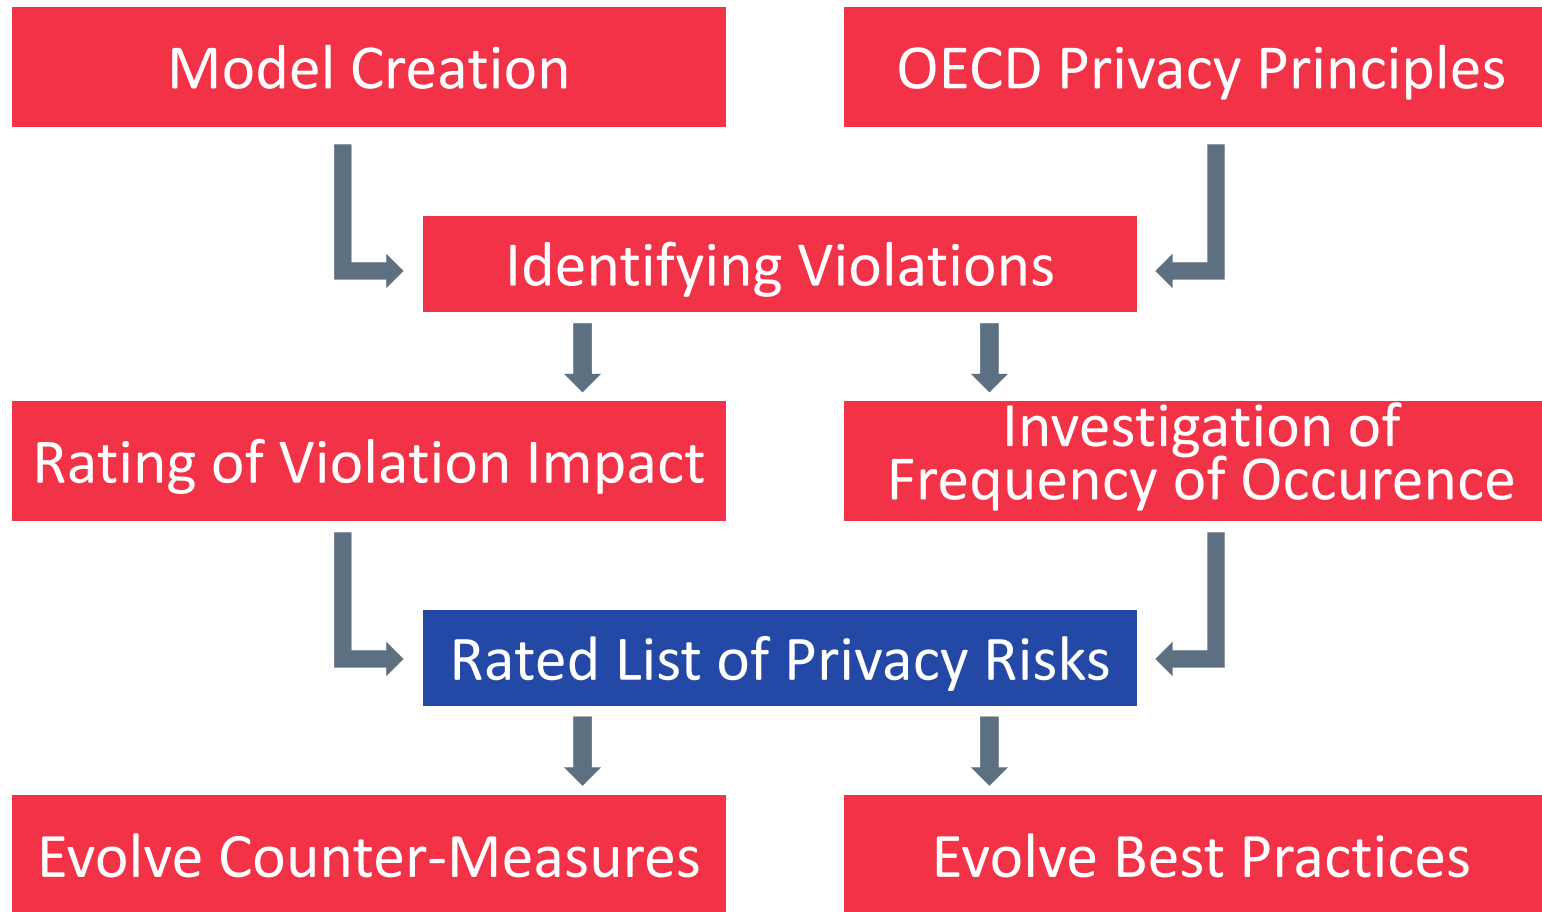 Model Creation
OECD Privacy Principles
Identifying Violations
Rating of Violation Impact
Investigation of
Frequency of Occurence
Rated List of Privacy Risks
Evolve Counter-Measures
Evolve Best Practices